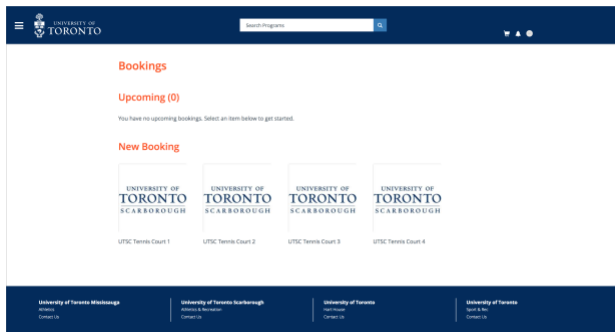 UNIVERSITY OF
TORONTO
Search Programs
Bookings
Upcoming (0)
You have no upcoming bookings. Select an item below to get started.
New Booking
UNIVERSITY OF
TORONTO
SCARBOROUGH
UNIVERSITY OF
TORONTO
SCARBOROUGH
UNIVERSITY OF
TORONTO
SCARBOROUGH
UNIVERSITY OF
TORONTO
SCARBOROUGH
UTSC Tennis Court 1
UTSC Tennis Court 2
UTSC Tennis Court 3
UTSC Tennis Court 4
University of Toronto Mississauga
Athletics
Contact Us
University of Toronto Scarborough
Athletics & Recreation
Contact Us
University of Toronto
Hart House
Contact Us
University of Toronto
Sport & Rec
Contact Us